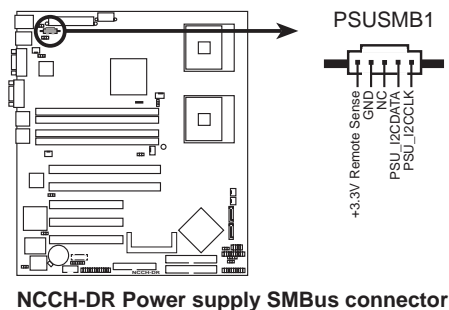 PSUSMB1
+3.3V Remote Sense
GND
NC
PSU_I2CDATA
PSU_I2CCLK
NCCH-DR
NCCH-DR Power supply SMBus connector